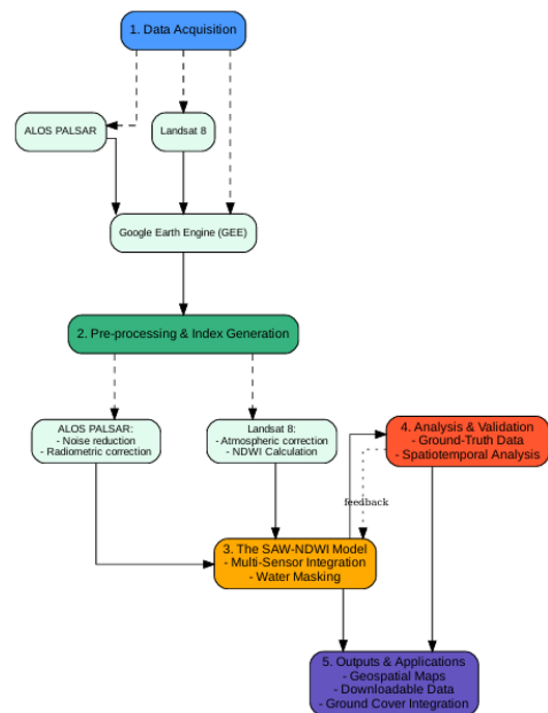 1. Data Acquisition
ALOS PALSAR
Landsat 8
Google Earth Engine (GEE)
2. Pre-processing & Index Generation
ALOS PALSAR:
- Noise reduction
- Radiometric correction
Landsat 8:
- Atmospheric correction
- NDWI Calculation
4. Analysis & Validation
- Ground-Truth Data
- Spatiotemporal Analysis
feedback
3. The SAW-NDWI Model
- Multi-Sensor Integration
- Water Masking
5. Outputs & Applications
- Geospatial Maps
- Downloadable Data
- Ground Cover Integration